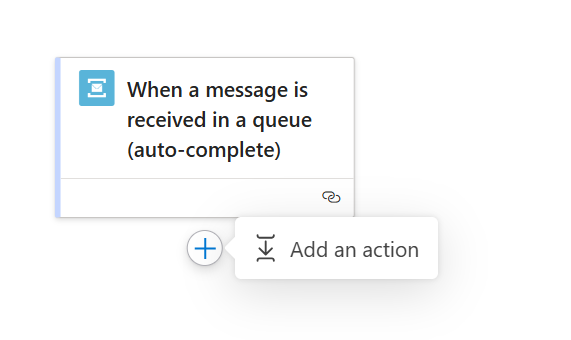 When a message is
received in a queue
(auto-complete)
Add an action